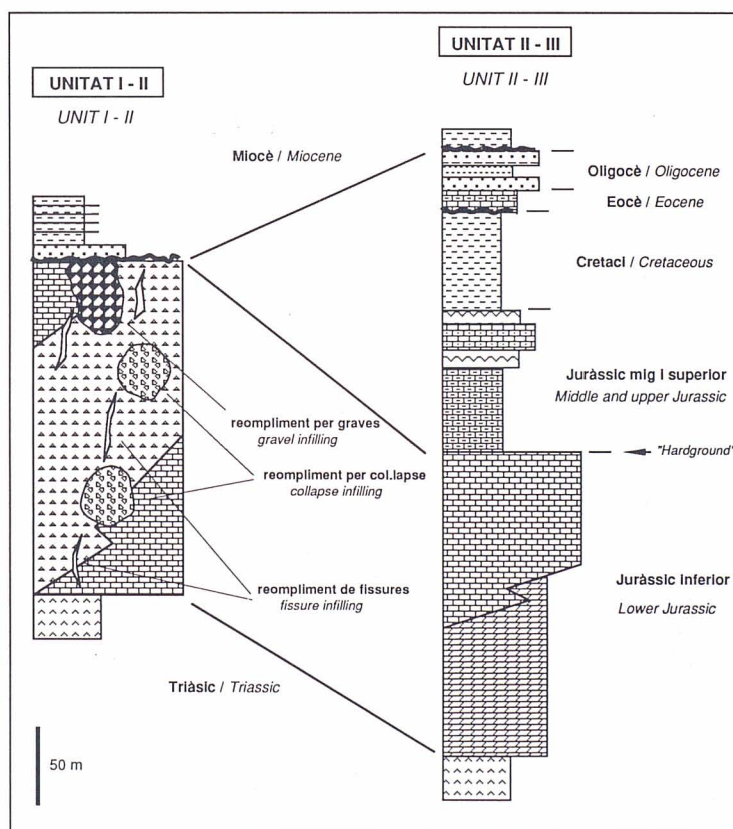 UNITAT I - II
UNIT I - II
UNITAT II - III
UNIT II - III
Miocè / Miocene
Oligocè / Oligocene
Eocè / Eocene
Cretaci / Cretaceous
Juràssic mig I superior
Middle and upper Jurassic
"Hardground"
reompliment per graves
gravel infilling
reompliment per col.lapse
collapse infilling
reompliment de fissures
fissure infilling
Juràssic inferior
Lower Jurassic
Triàsic / Triassic
50 m